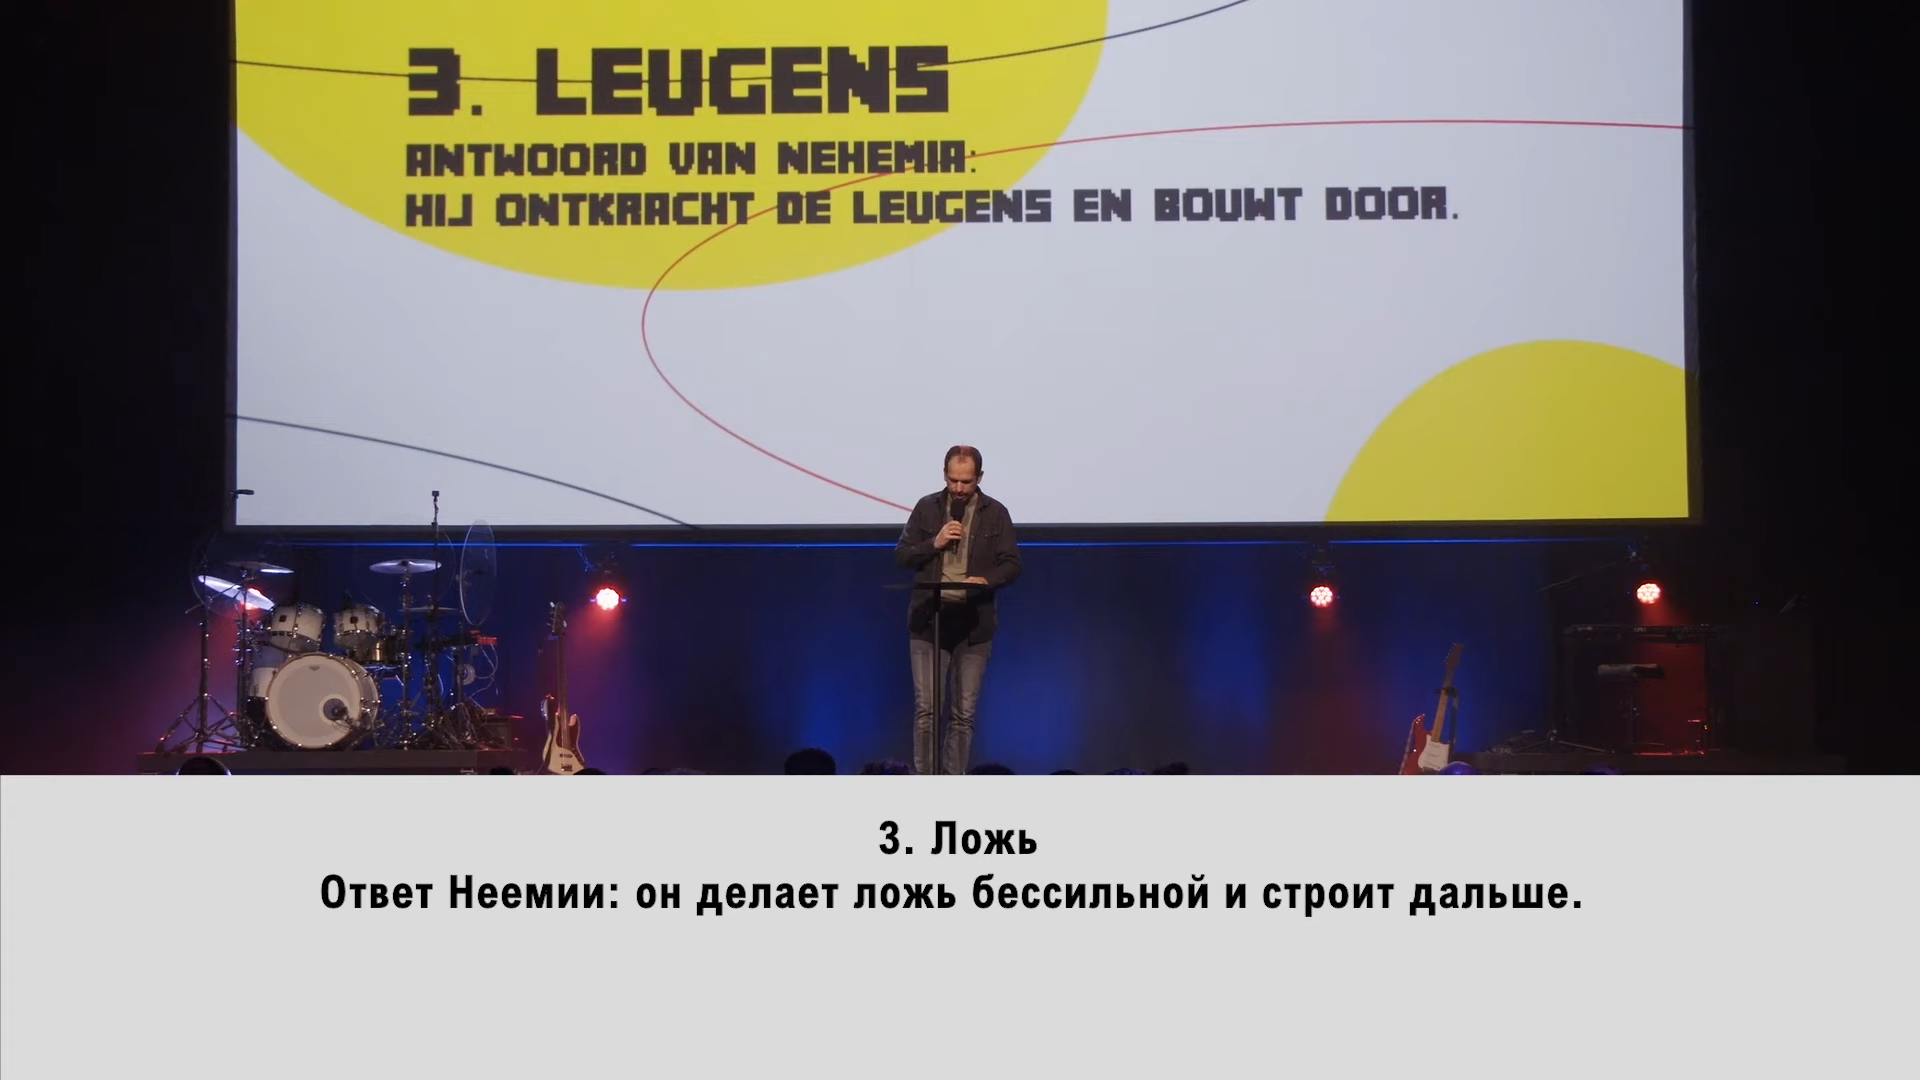 3. LEUGENS
ANTWOORD VAN NEHEMIA:
HIJ ONTKRACHT DE LEUGENS EN BOUWT DOOR.
3. Ложь
Ответ Неемии: он делает ложь бессильной и строит дальше.